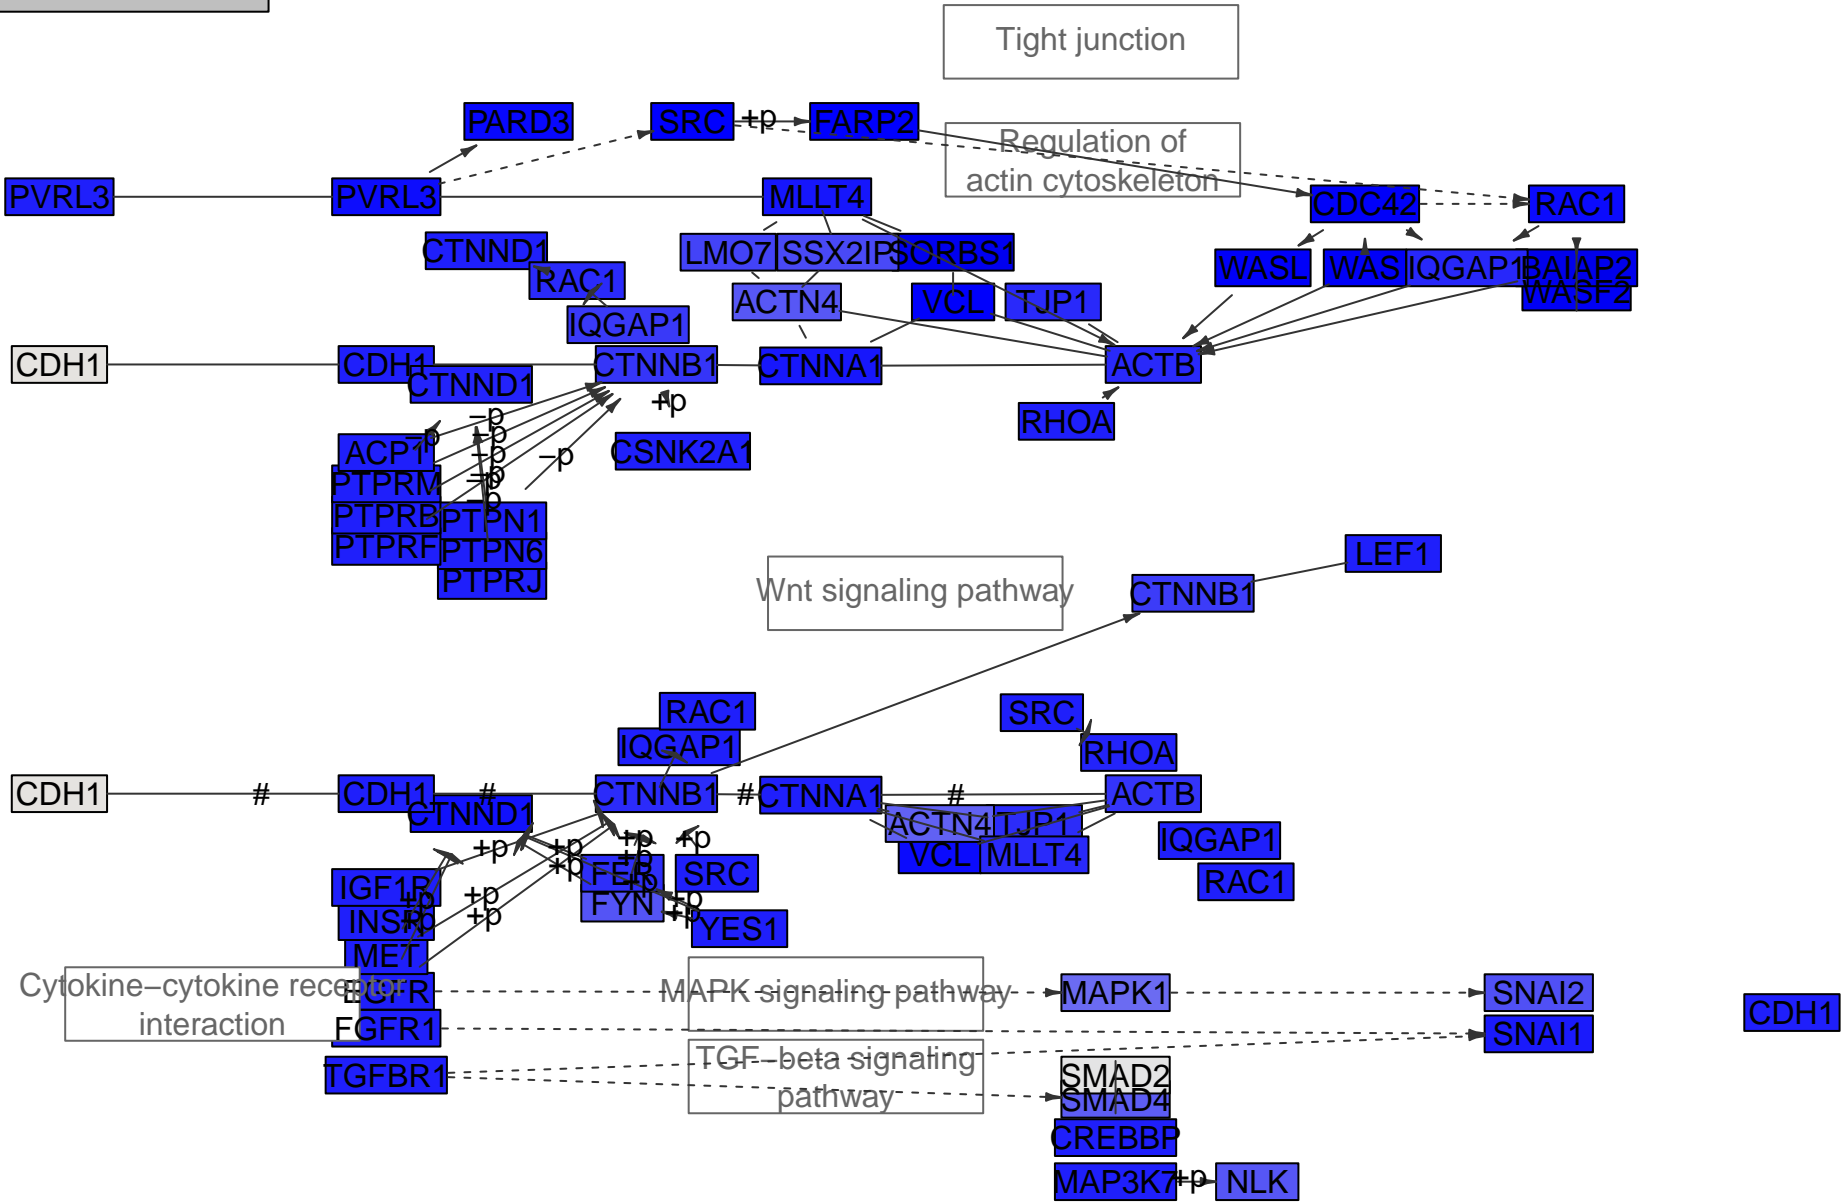 Tight junction
PARD3
SRC
+p
FARP2
Regulation of
actin cytoskeleton
PVRL3
PVRL3
MLLT4
CDC42
RAC1
CTNND1
LMO7
SSX2IP
SORBS1
WASL
WAS
IQGAP1
BAIAP2
RAC1
ACTN4
VCL
TJP1
WASF2
IQGAP1
CDH1
CDH1
CTNNB1
CTNNA1
ACTB
CTNND1
+p
RHOA
–p
–p
–p
ACP1
–p
CSNK2A1
–p
–p
PTPRM
–p
PTPRB
PTPN1
PTPRF
PTPN6
PTPRJ
LEF1
Wnt signaling pathway
CTNNB1
RAC1
SRC
IQGAP1
RHOA
CDH1
#
CDH1
#
CTNNB1
#
CTNNA1
#
ACTB
CTNND1
ACTN4
TJP1
+p
+p
+p
+p
IQGAP1
+p
VCL
MLLT4
+p
FER
SRC
RAC1
IGF1R
+p
+p
+p
+p
FYN
INSR
+p
+p
+p
YES1
MET
Cytokine–cytokine receptor
interaction
EGFR
MAPK signaling pathway
MAPK1
SNAI2
CDH1
FGFR1
SNAI1
TGF–beta signaling
pathway
TGFBR1
SMAD2
SMAD4
CREBBP
MAP3K7
+p
NLK